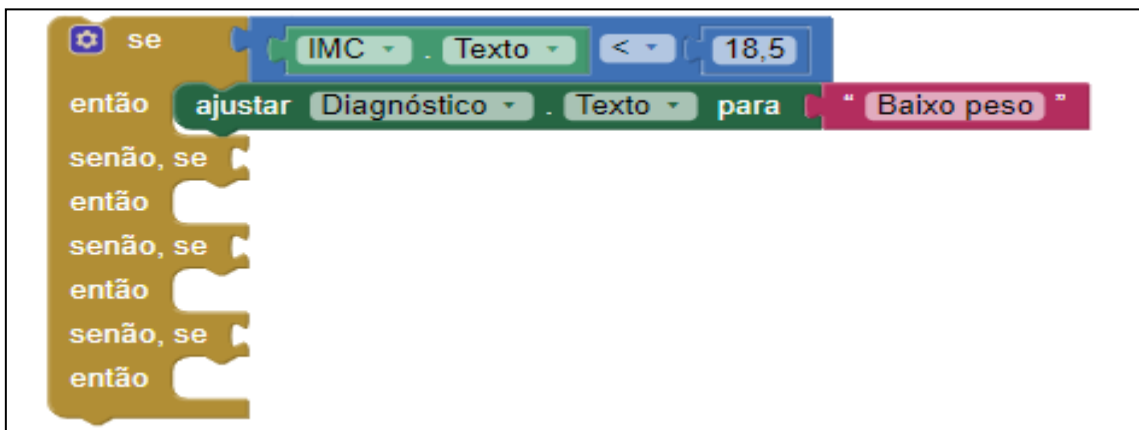 se IMC . Texto < 18,5
então ajustar Diagnóstico . Texto para " Baixo peso "
senão, se
então
senão, se
então
senão, se
então